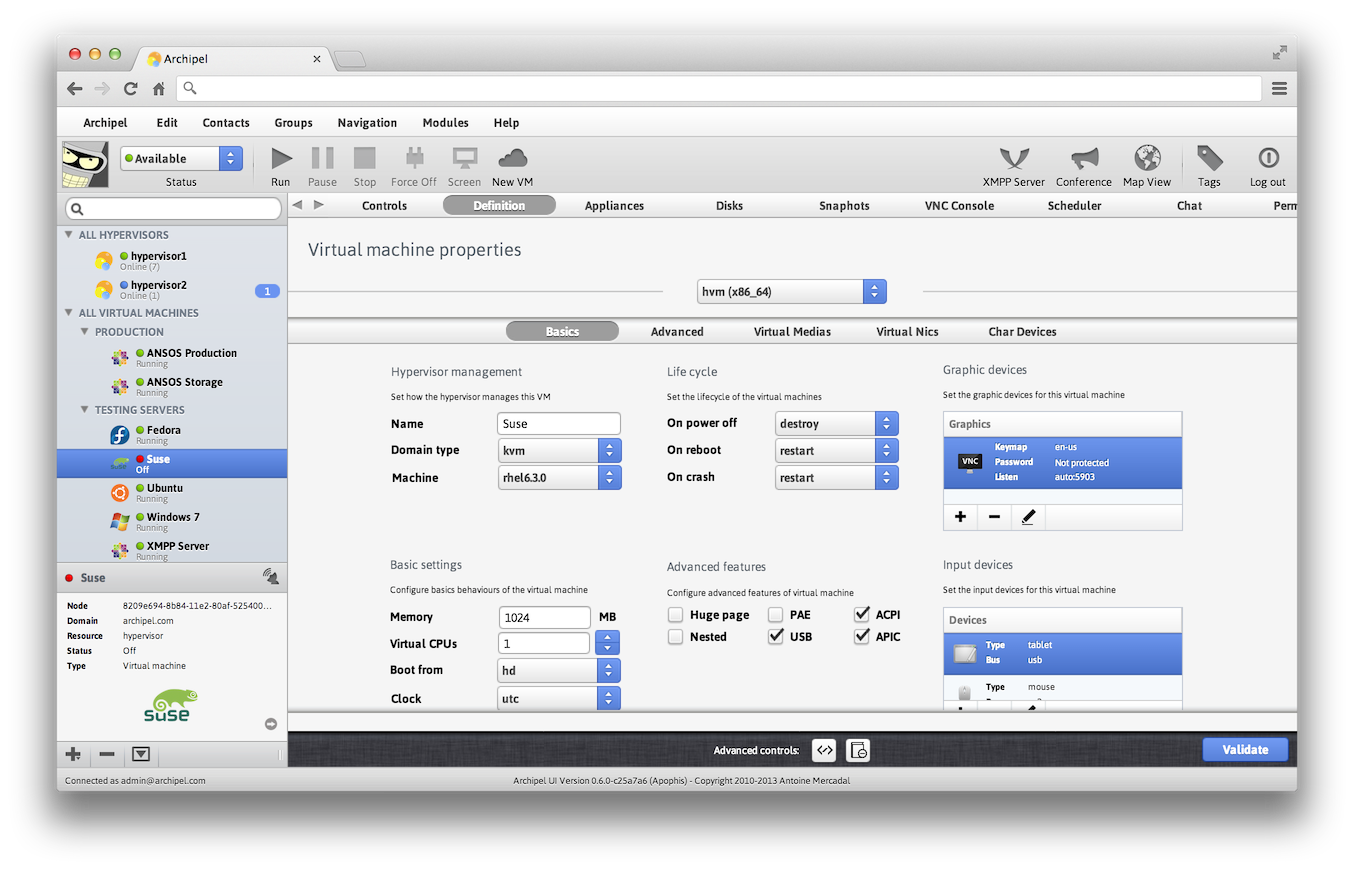 Archipel
Archipel Edit Contacts Groups Navigation Modules Help
Available
Status
Run Pause Stop Force Off Screen New VM
XMPP Server Conference Map View Tags Log out
Controls Definition Appliances Disks Snaphots VNC Console Scheduler Chat Perm
ALL HYPERVISORS
hypervisor1
Online (7)
hypervisor2
Online (1)
1
ALL VIRTUAL MACHINES
PRODUCTION
ANSOS Production
Running
ANSOS Storage
Running
TESTING SERVERS
Fedora
Running
Suse
Off
Ubuntu
Running
Windows 7
Running
XMPP Server
Running
Suse
Node 8209e694-8b84-11e2-80af-525400...
Domain archipel.com
Resource hypervisor
Status Off
Type Virtual machine
suse
Virtual machine properties
hvm (x86_64)
Basics Advanced Virtual Medias Virtual Nics Char Devices
Hypervisor management
Set how the hypervisor manages this VM
Name Suse
Domain type kvm
Machine rhel6.3.0
Life cycle
Set the lifecycle of the virtual machines
On power off destroy
On reboot restart
On crash restart
Graphic devices
Set the graphic devices for this virtual machine
Graphics
VNC
Keymap en-us
Password Not protected
Listen auto:5903
Basic settings
Configure basics behaviours of the virtual machine
Memory 1024 MB
Virtual CPUs 1
Boot from hd
Clock utc
Advanced features
Configure advanced features of virtual machine
Huge page PAE ACPI
Nested USB APIC
Input devices
Set the input devices for this virtual machine
Devices
Type tablet
Bus usb
Type mouse
Advanced controls:
Validate
Connected as admin@archipel.com
Archipel UI Version 0.6.0-c25a7a6 (Apophis) - Copyright 2010-2013 Antoine Mercadal